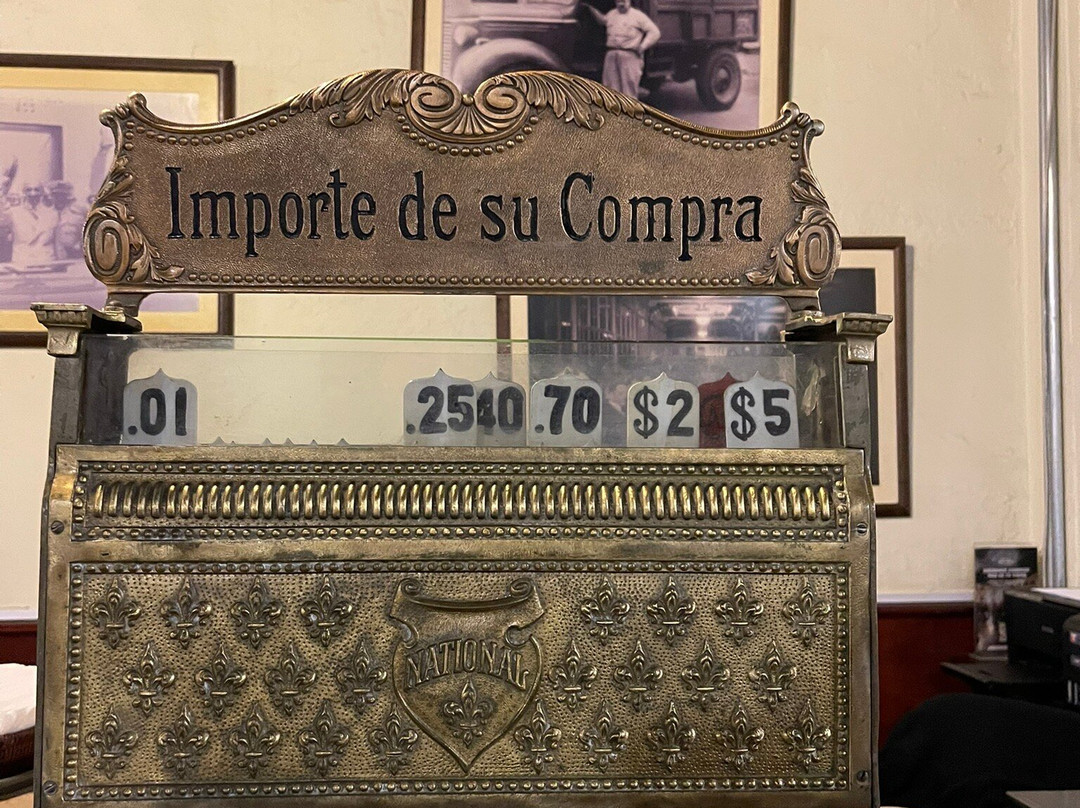 Importe de su Compra
.01 .25 40 .70 $2 $5
NATIONAL